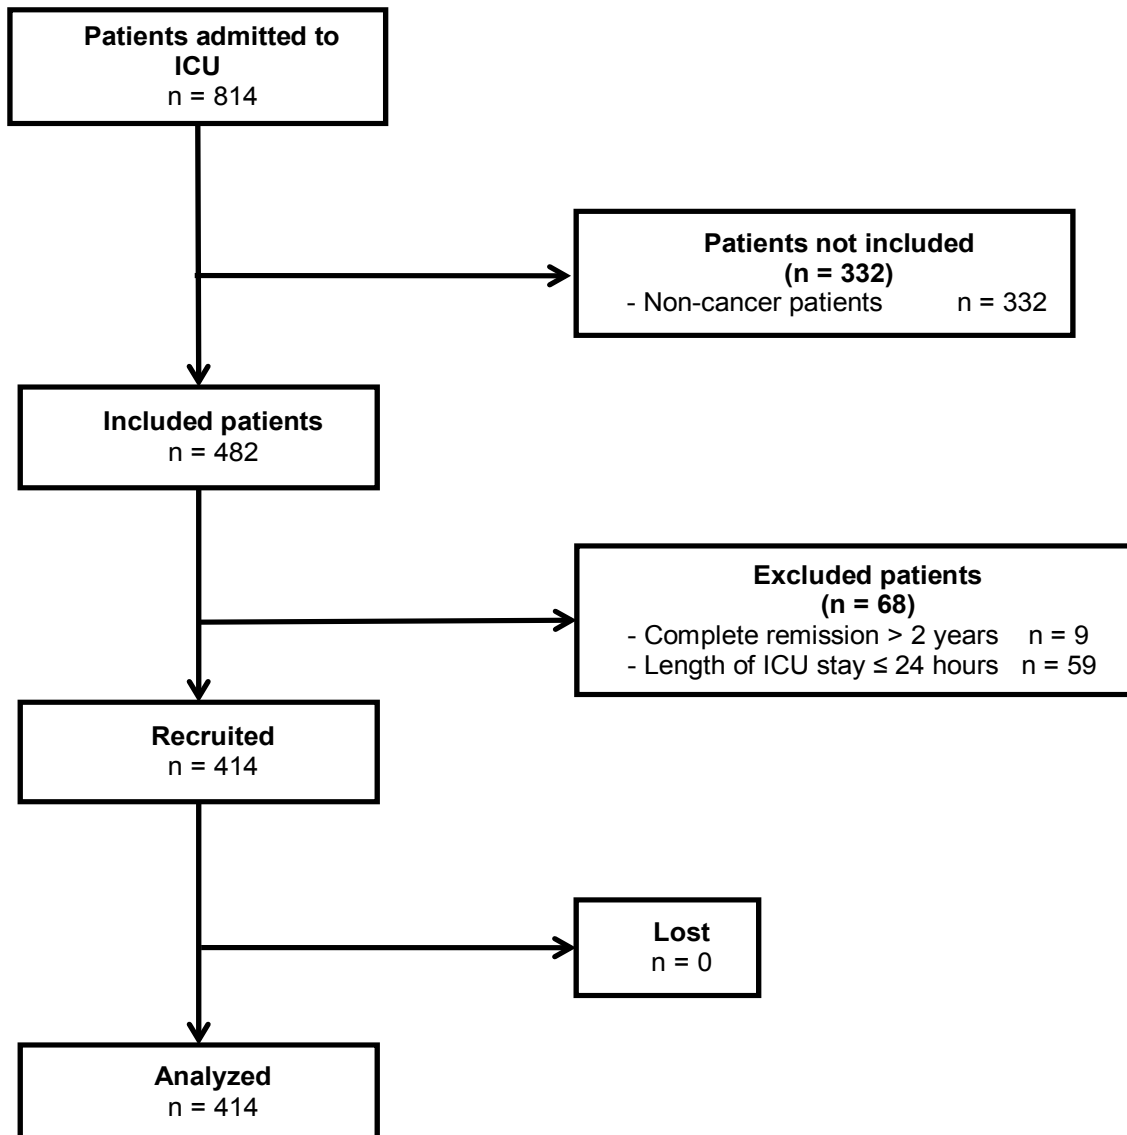 Patients admitted to
ICU
n = 814
Patients not included
(n = 332)
- Non-cancer patients n = 332
Included patients
n = 482
Excluded patients
(n = 68)
- Complete remission > 2 years n = 9
- Length of ICU stay ≤ 24 hours n = 59
Recruited
n = 414
Lost
n = 0
Analyzed
n = 414